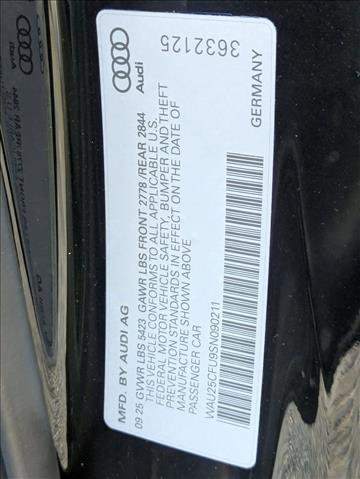 Audi
MFD. BY AUDI AG
09 25 GVWR LBS 5423 GAWR LBS FRONT 2778 /REAR 2844
THIS VEHICLE CONFORMS TO ALL APPLICABLE U.S.
FEDERAL MOTOR VEHICLE SAFETY, BUMPER AND THEFT
PREVENTION STANDARDS IN EFFECT ON THE DATE OF
MANUFACTURE SHOWN ABOVE
PASSENGER CAR
3632125
WAU25CFU9SN090211
GERMANY